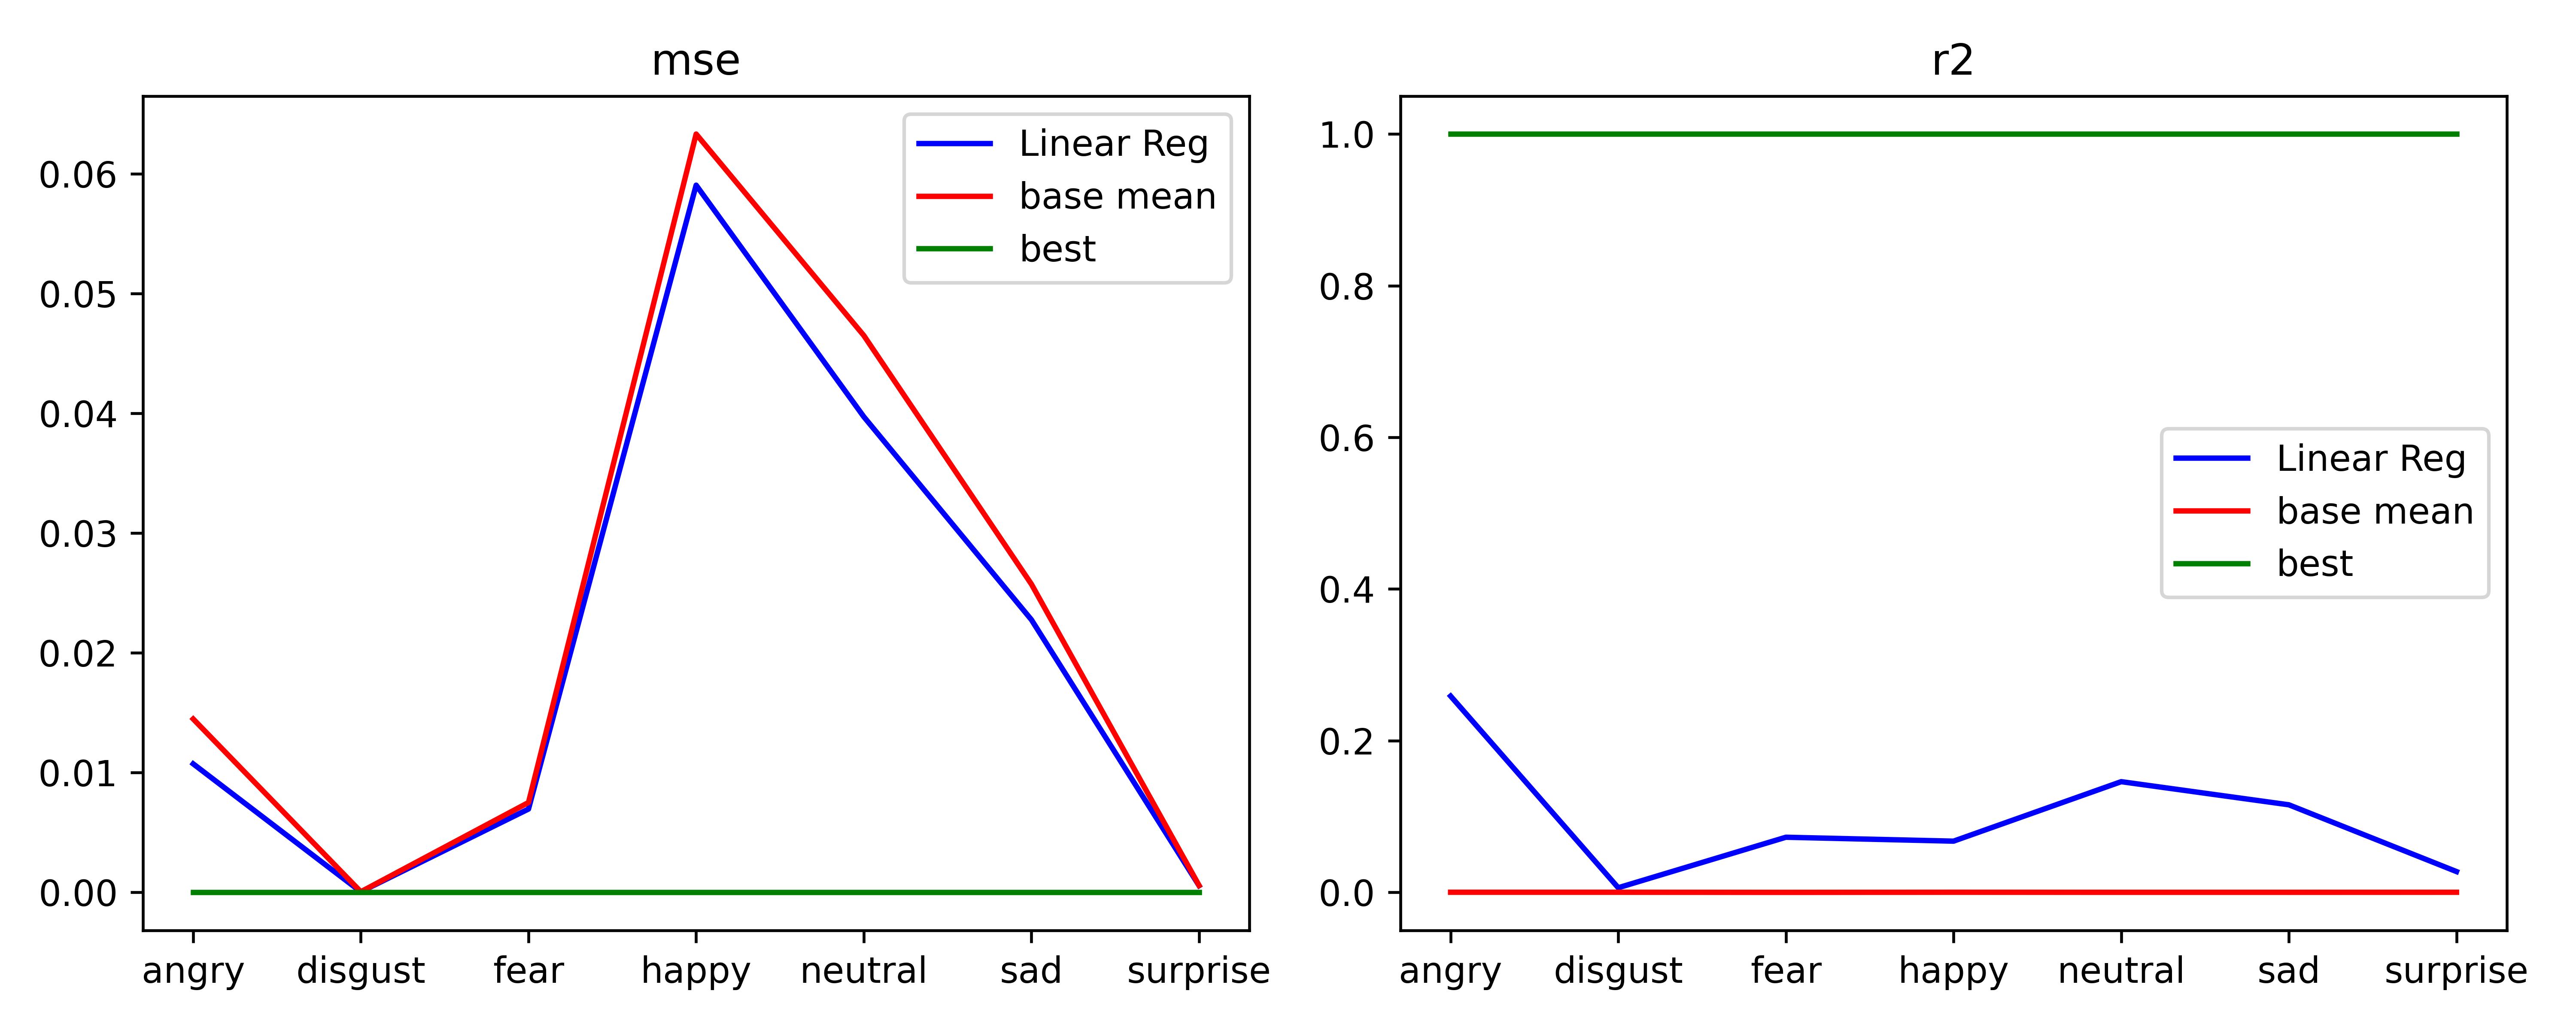 mse
0.06
0.05
0.04
0.03
0.02
0.01
0.00
angry disgust fear happy neutral sad surprise
Linear Reg
base mean
best
r2
1.0
0.8
0.6
0.4
0.2
0.0
angry disgust fear happy neutral sad surprise
Linear Reg
base mean
best